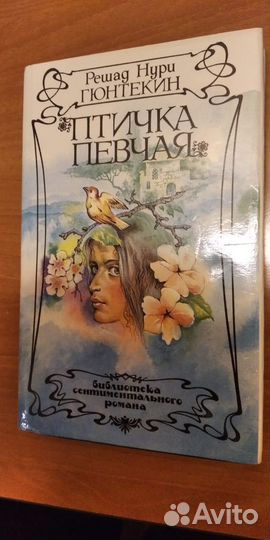 Решад Нури
ГЮНТЕКИН
ПТИЧКА
ПЕВЧАЯ
библиотека
сентиментального
романа
Avito